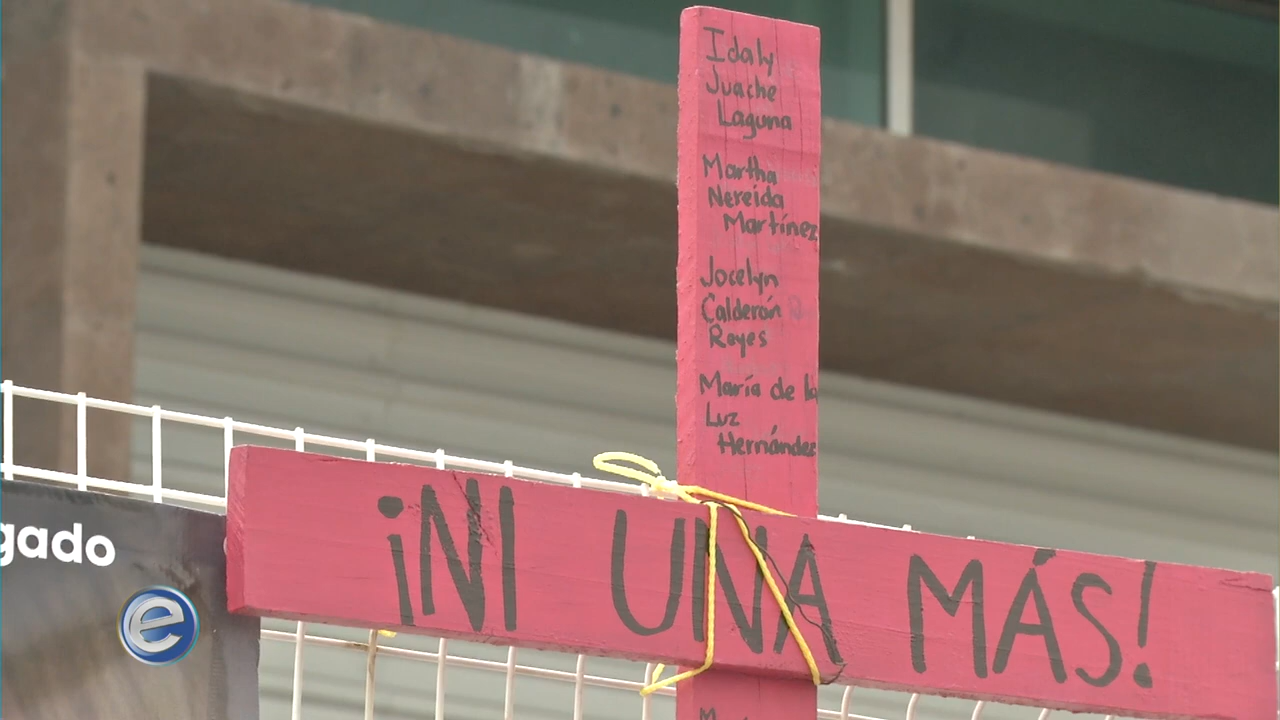 Idaly
Juache
Laguna
Martha
Nereida
Martínez
Jocelyn
Calderón
Reyes
María de la
Luz
Hernández
¡NI UNA MÁS!
gado
e